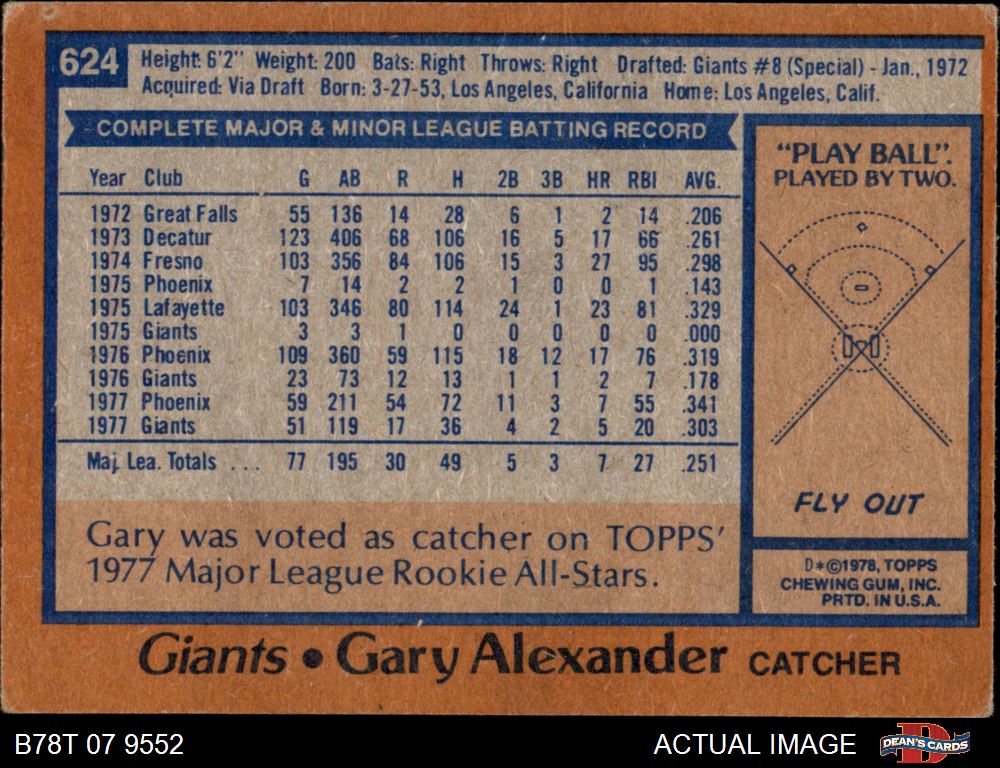 624
Height: 6'2" Weight: 200 Bats: Right Throws: Right Drafted: Giants #8 (Special) - Jan., 1972
Acquired: Via Draft Born: 3-27-53, Los Angeles, California Home: Los Angeles, Calif.
COMPLETE MAJOR & MINOR LEAGUE BATTING RECORD
Year Club G AB R H 2B 3B HR RBI AVG.
1972 Great Falls 55 136 14 28 6 1 2 14 .206
1973 Decatur 123 406 68 106 16 5 17 66 .261
1974 Fresno 103 356 84 106 15 3 27 95 .298
1975 Phoenix 7 14 2 2 1 0 0 1 .143
1975 Lafayette 103 346 80 114 24 1 23 81 .329
1975 Giants 3 3 1 0 0 0 0 0 .000
1976 Phoenix 109 360 59 115 18 12 17 76 .319
1976 Giants 23 73 12 13 1 1 2 7 .178
1977 Phoenix 59 211 54 72 11 3 7 55 .341
1977 Giants 51 119 17 36 4 2 5 20 .303
Maj. Lea. Totals ... 77 195 30 49 5 3 7 27 .251
Gary was voted as catcher on TOPPS'
1977 Major League Rookie All-Stars.
"PLAY BALL".
PLAYED BY TWO.
FLY OUT
D*©1978, TOPPS
CHEWING GUM, INC.
PRTD. IN U.S.A.
Giants • Gary Alexander CATCHER
B78T 07 9552
ACTUAL IMAGE
D
DEAN'S CARDS